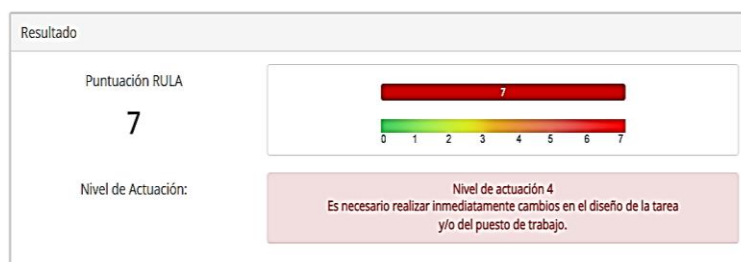 Resultado
Puntuación RULA
7
7
0 1 2 3 4 5 6 7
Nivel de Actuación:
Nivel de actuación 4
Es necesario realizar inmediatamente cambios en el diseño de la tarea
y/o del puesto de trabajo.